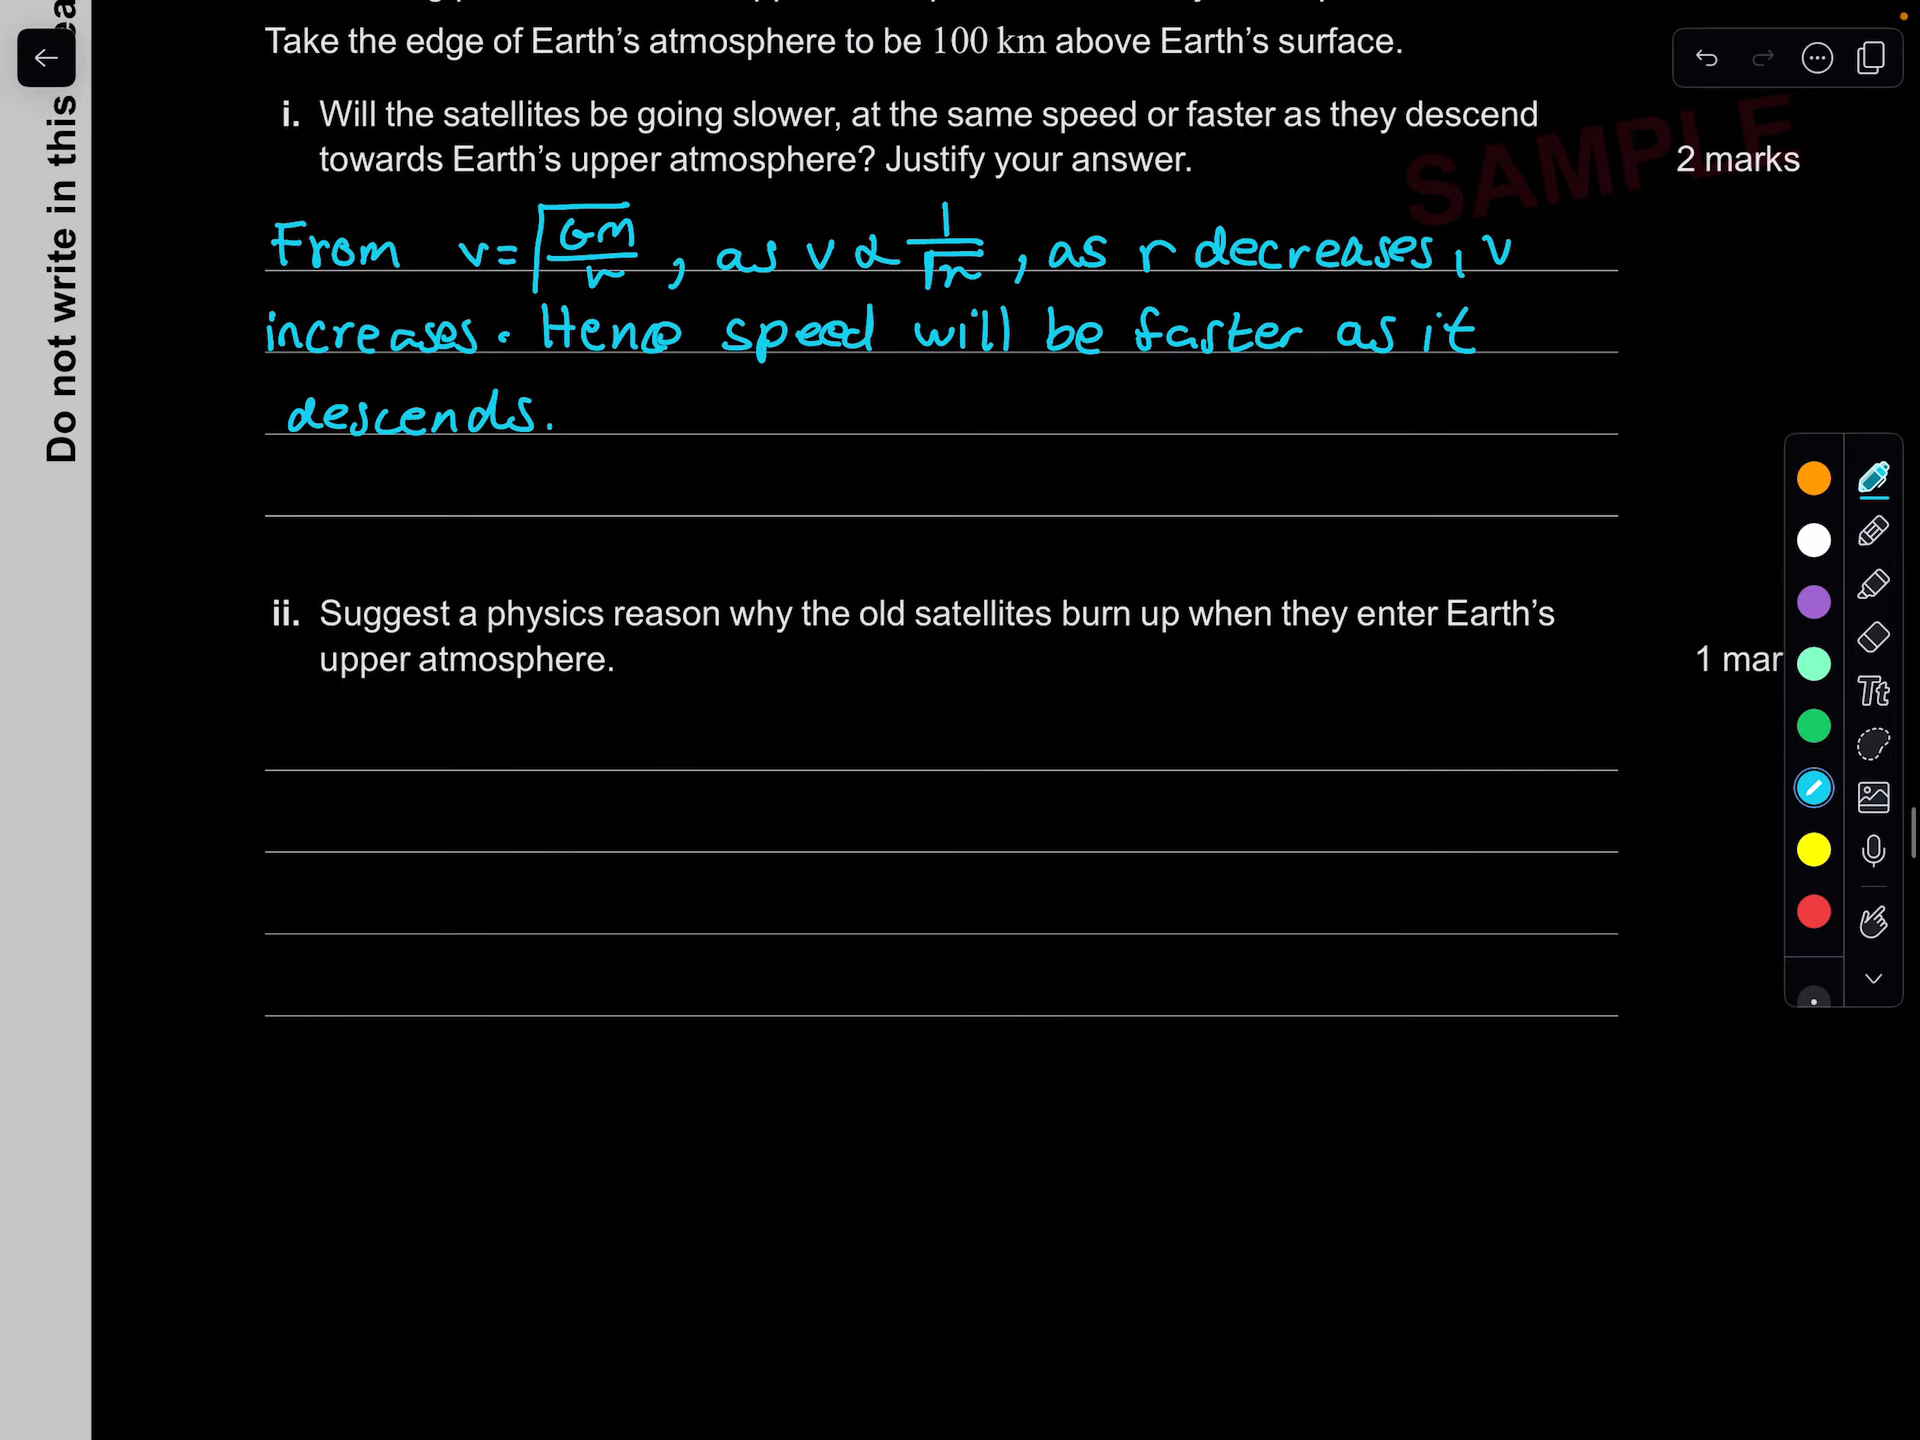 Do not write in this
Take the edge of Earth's atmosphere to be 100 km above Earth's surface.
i. Will the satellites be going slower, at the same speed or faster as they descend
towards Earth's upper atmosphere? Justify your answer.
2 marks
SAMPLE
From v = √(GM/r), as v ∝ 1/√r, as r decreases, v
increases. Hence speed will be faster as it
descends.
ii. Suggest a physics reason why the old satellites burn up when they enter Earth's
upper atmosphere.
1 mar
Tt